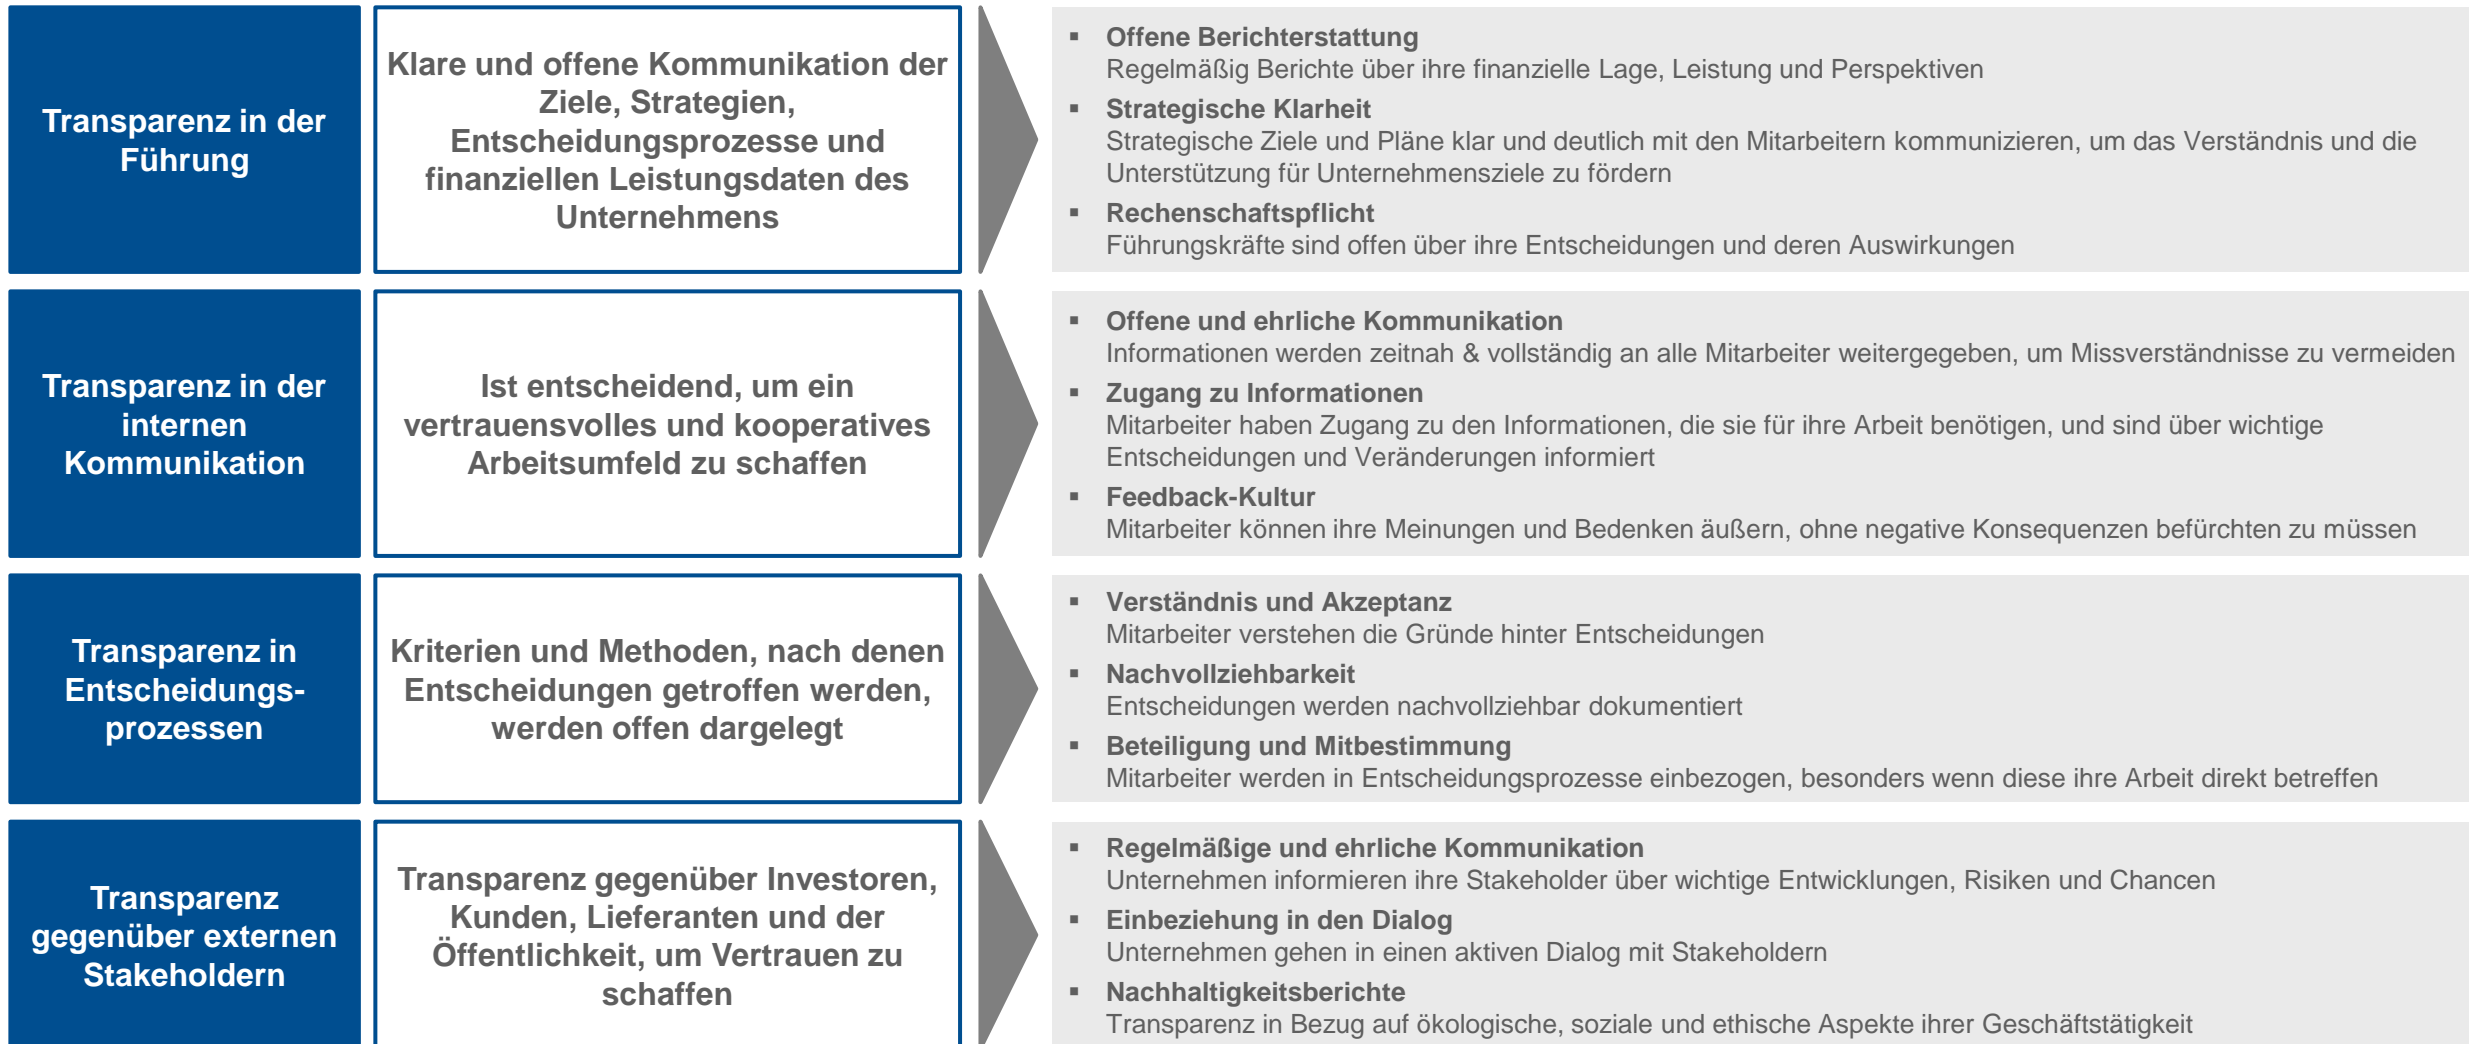 Transparenz in der
Führung
Klare und offene Kommunikation der
Ziele, Strategien,
Entscheidungsprozesse und
finanziellen Leistungsdaten des
Unternehmens
▪ Offene Berichterstattung
Regelmäßig Berichte über ihre finanzielle Lage, Leistung und Perspektiven
▪ Strategische Klarheit
Strategische Ziele und Pläne klar und deutlich mit den Mitarbeitern kommunizieren, um das Verständnis und die
Unterstützung für Unternehmensziele zu fördern
▪ Rechenschaftspflicht
Führungskräfte sind offen über ihre Entscheidungen und deren Auswirkungen
Transparenz in der
internen
Kommunikation
Ist entscheidend, um ein
vertrauensvolles und kooperatives
Arbeitsumfeld zu schaffen
▪ Offene und ehrliche Kommunikation
Informationen werden zeitnah & vollständig an alle Mitarbeiter weitergegeben, um Missverständnisse zu vermeiden
▪ Zugang zu Informationen
Mitarbeiter haben Zugang zu den Informationen, die sie für ihre Arbeit benötigen, und sind über wichtige
Entscheidungen und Veränderungen informiert
▪ Feedback-Kultur
Mitarbeiter können ihre Meinungen und Bedenken äußern, ohne negative Konsequenzen befürchten zu müssen
Transparenz in
Entscheidungs-
prozessen
Kriterien und Methoden, nach denen
Entscheidungen getroffen werden,
werden offen dargelegt
▪ Verständnis und Akzeptanz
Mitarbeiter verstehen die Gründe hinter Entscheidungen
▪ Nachvollziehbarkeit
Entscheidungen werden nachvollziehbar dokumentiert
▪ Beteiligung und Mitbestimmung
Mitarbeiter werden in Entscheidungsprozesse einbezogen, besonders wenn diese ihre Arbeit direkt betreffen
Transparenz
gegenüber externen
Stakeholdern
Transparenz gegenüber Investoren,
Kunden, Lieferanten und der
Öffentlichkeit, um Vertrauen zu
schaffen
▪ Regelmäßige und ehrliche Kommunikation
Unternehmen informieren ihre Stakeholder über wichtige Entwicklungen, Risiken und Chancen
▪ Einbeziehung in den Dialog
Unternehmen gehen in einen aktiven Dialog mit Stakeholdern
▪ Nachhaltigkeitsberichte
Transparenz in Bezug auf ökologische, soziale und ethische Aspekte ihrer Geschäftstätigkeit